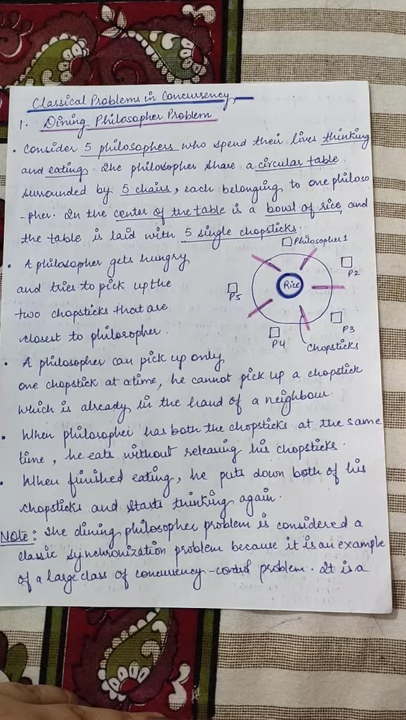 Classical Problems in Concurrency
1. Dining Philosopher Problem
• Consider 5 philosophers who spend their lives thinking
and eating. The philosopher share a circular table
surrounded by 5 chairs, each belonging to one philoso
-pher. In the center of the table is a bowl of rice, and
the table is laid with 5 single chopsticks.
• A philosopher gets hungry
and tries to pick up the
two chopsticks that are
closest to philosopher.
Philosopher 1
P2
P3
P4
P5
Rice
Chopsticks
• A philosopher can pick up only
one chopstick at a time, he cannot pick up a chopstick
which is already in the hand of a neighbour.
• When philosopher has both the chopsticks at the same
time, he eats without releasing his chopsticks.
• When finished eating, he puts down both of his
chopsticks and starts thinking again.
Note: The dining philosopher problem is considered a
classic synchronization problem because it is an example
of a large class of concurrency-control problem. It is a